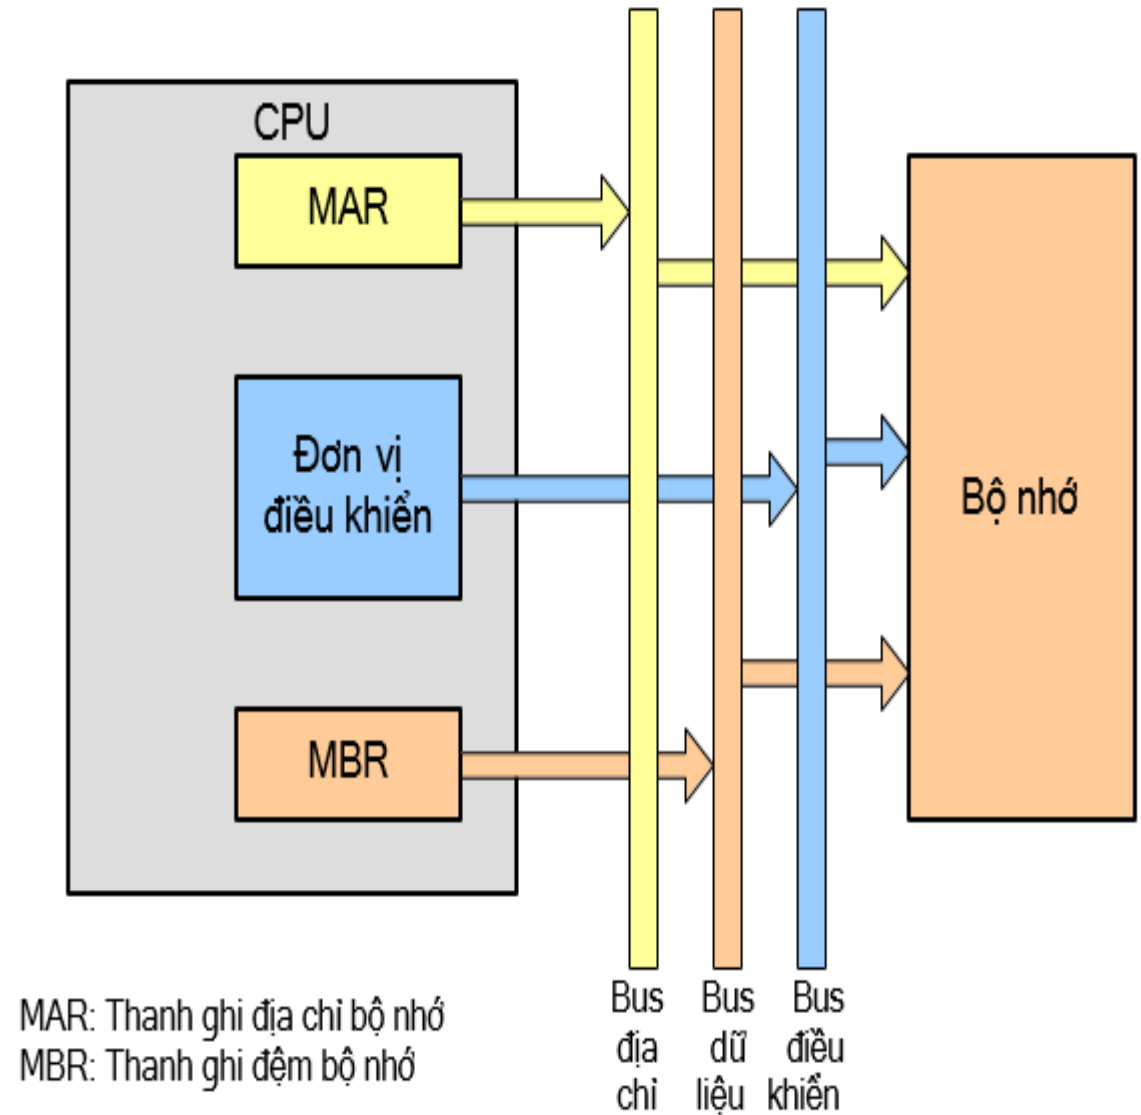 CPU
MAR
Đơn vị
điều khiển
MBR
Bộ nhớ
Bus
địa
chỉ
Bus
dữ
liệu
Bus
điều
khiển
MAR: Thanh ghi địa chỉ bộ nhớ
MBR: Thanh ghi đệm bộ nhớ